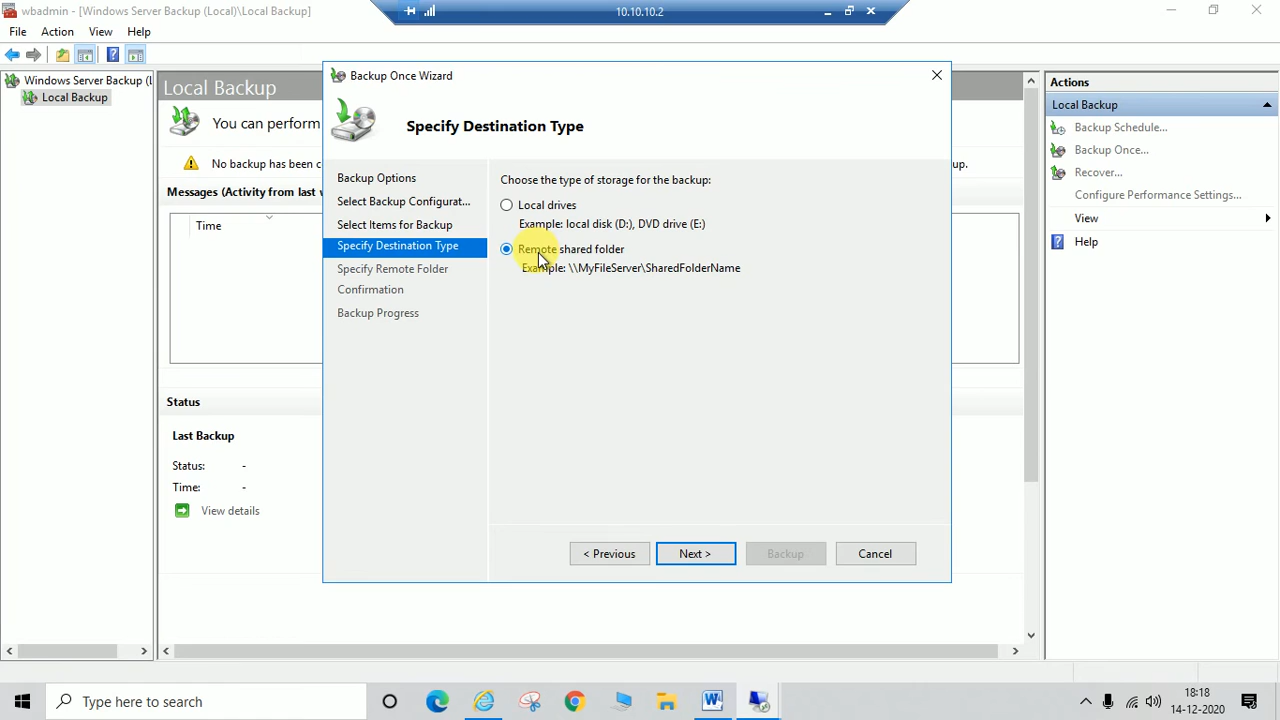 wbadmin - [Windows Server Backup (Local)\Local Backup]
10.10.10.2
File Action View Help
Windows Server Backup (L
Local Backup
Local Backup
You can perform
No backup has been c
up.
Messages (Activity from last
Time
Status
Last Backup
Status: -
Time: -
View details
Backup Once Wizard
Specify Destination Type
Backup Options
Select Backup Configurat...
Select Items for Backup
Specify Destination Type
Specify Remote Folder
Confirmation
Backup Progress
Choose the type of storage for the backup:
Local drives
Example: local disk (D:), DVD drive (E:)
Remote shared folder
Example: \\MyFileServer\SharedFolderName
< Previous
Next >
Backup
Cancel
Actions
Local Backup
Backup Schedule...
Backup Once...
Recover...
Configure Performance Settings...
View
Help
Type here to search
18:18
14-12-2020